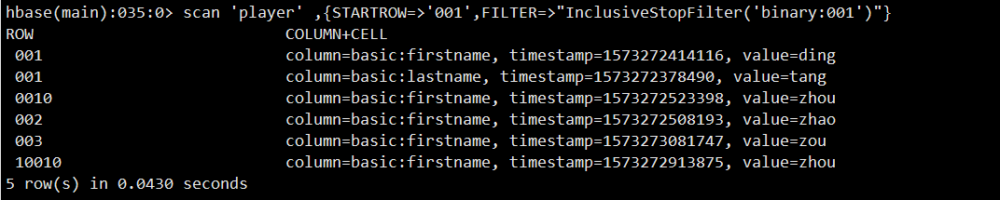 hbase(main):035:0> scan 'player' ,{STARTROW=>'001',FILTER=>"InclusiveStopFilter('binary:001')"}
ROW COLUMN+CELL
001 column=basic:firstname, timestamp=1573272414116, value=ding
001 column=basic:lastname, timestamp=1573272378490, value=tang
0010 column=basic:firstname, timestamp=1573272523398, value=zhou
002 column=basic:firstname, timestamp=1573272508193, value=zhao
003 column=basic:firstname, timestamp=1573273081747, value=zou
10010 column=basic:firstname, timestamp=1573272913875, value=zhou
5 row(s) in 0.0430 seconds